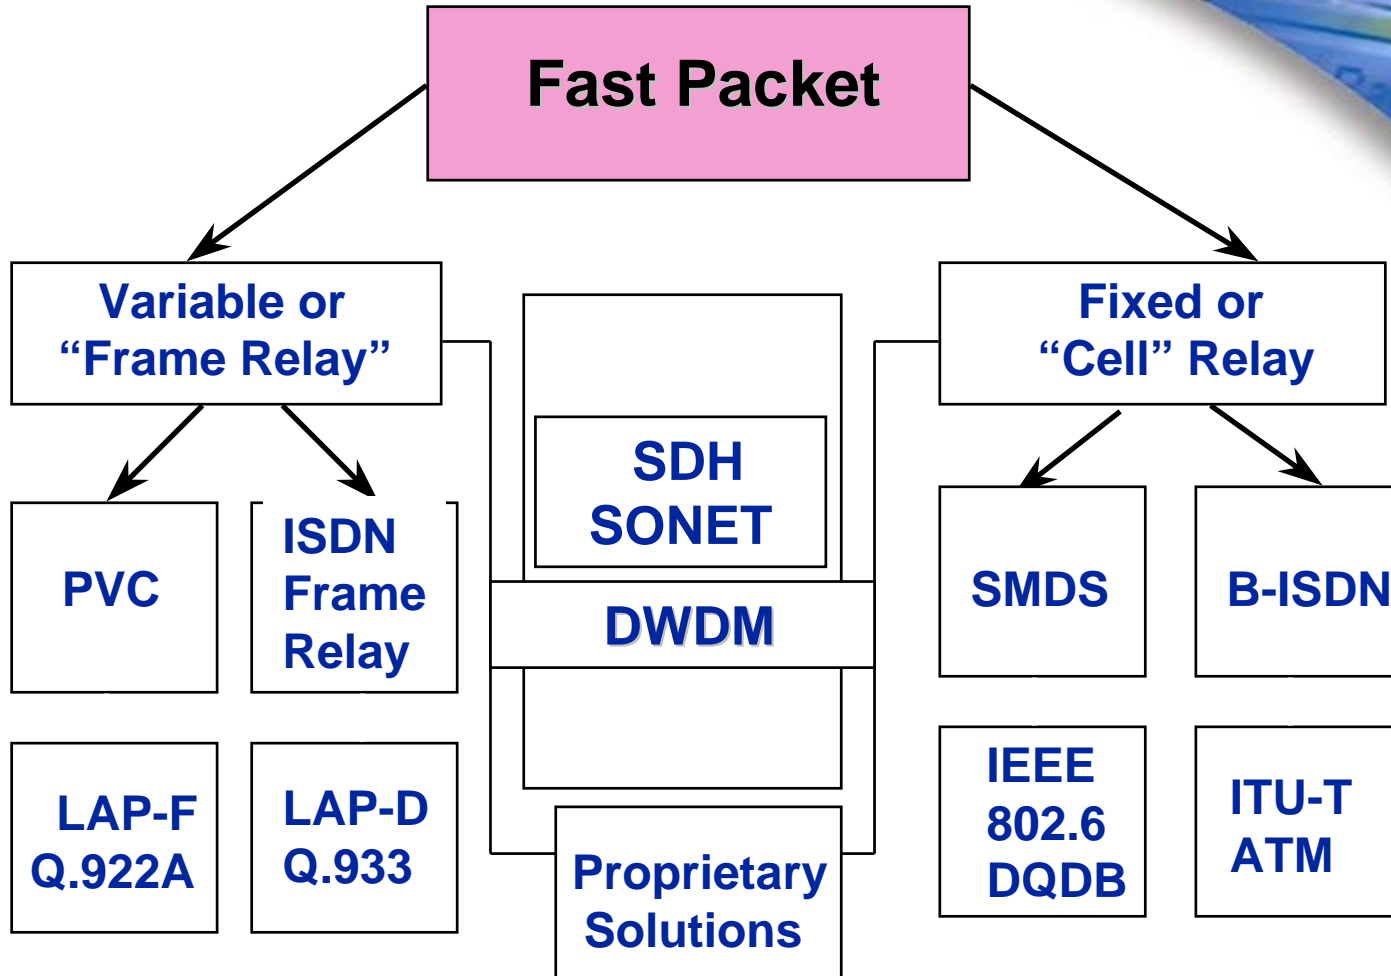 Fast Packet
Variable or
“Frame Relay”
Fixed or
“Cell” Relay
SDH
SONET
DWDM
PVC
ISDN
Frame
Relay
SMDS
B-ISDN
LAP-F
Q.922A
LAP-D
Q.933
Proprietary
Solutions
IEEE
802.6
DQDB
ITU-T
ATM